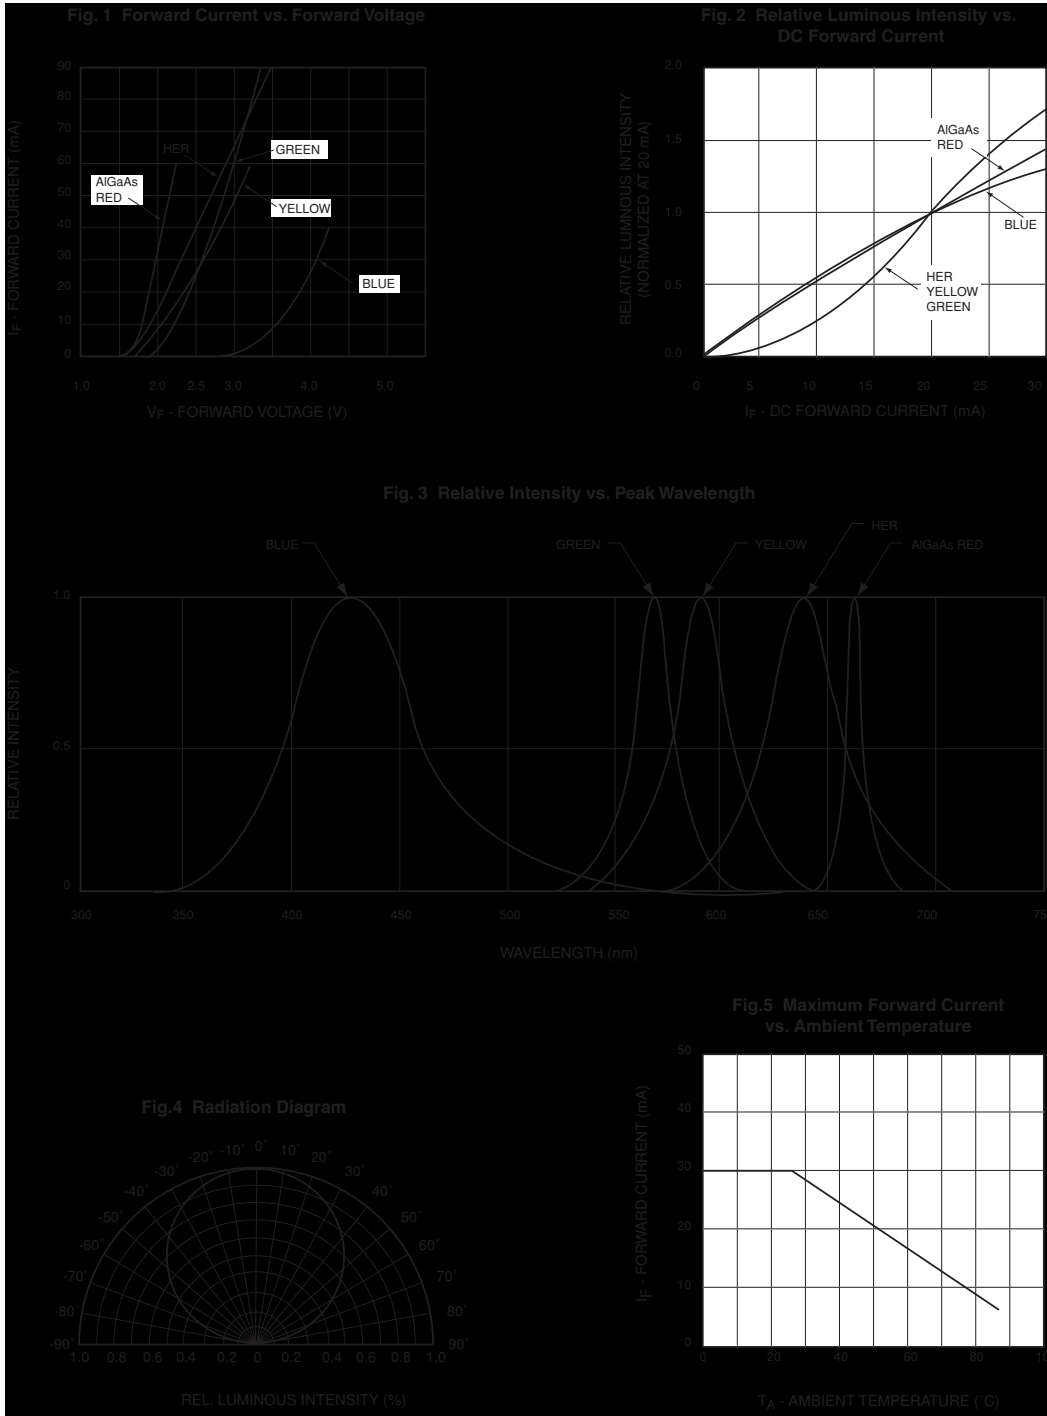 Fig. 1 Forward Current vs. Forward Voltage
IF - FORWARD CURRENT (mA)
90
80
70
60
50
40
30
20
10
0
HER
GREEN
AlGaAs
RED
YELLOW
BLUE
1.0 2.0 2.5 3.0 4.0 5.0
VF - FORWARD VOLTAGE (V)
Fig. 2 Relative Luminous Intensity vs.
DC Forward Current
RELATIVE LUMNOUS INTENSITY
(NORMALIZED AT 20 mA)
2.0
1.5
1.0
0.5
0.0
AlGaAs
RED
BLUE
HER
YELLOW
GREEN
0 5 10 15 20 25 30
IF - DC FORWARD CURRENT (mA)
Fig. 3 Relative Intensity vs. Peak Wavelength
HER
BLUE GREEN YELLOW AlGaAs RED
RELATIVE INTENSITY
1.0
0.5
0
300 350 400 450 500 550 600 650 700 75
WAVELENGTH (nm)
Fig.4 Radiation Diagram
-90˚ -80˚ -70˚ -60˚ -50˚ -40˚ -30˚ -20˚ -10˚ 0˚ 10˚ 20˚ 30˚ 40˚ 50˚ 60˚ 70˚ 80˚ 90˚
1.0 0.8 0.6 0.4 0.2 0 0.2 0.4 0.6 1.0
REL. LUMINOUS INTENSITY (%)
Fig.5 Maximum Forward Current
vs. Ambient Temperature
IF - FORWARD CURRENT (mA)
50
40
30
20
10
0
0 20 40 60 80 10
TA - AMBIENT TEMPERATURE (˚C)